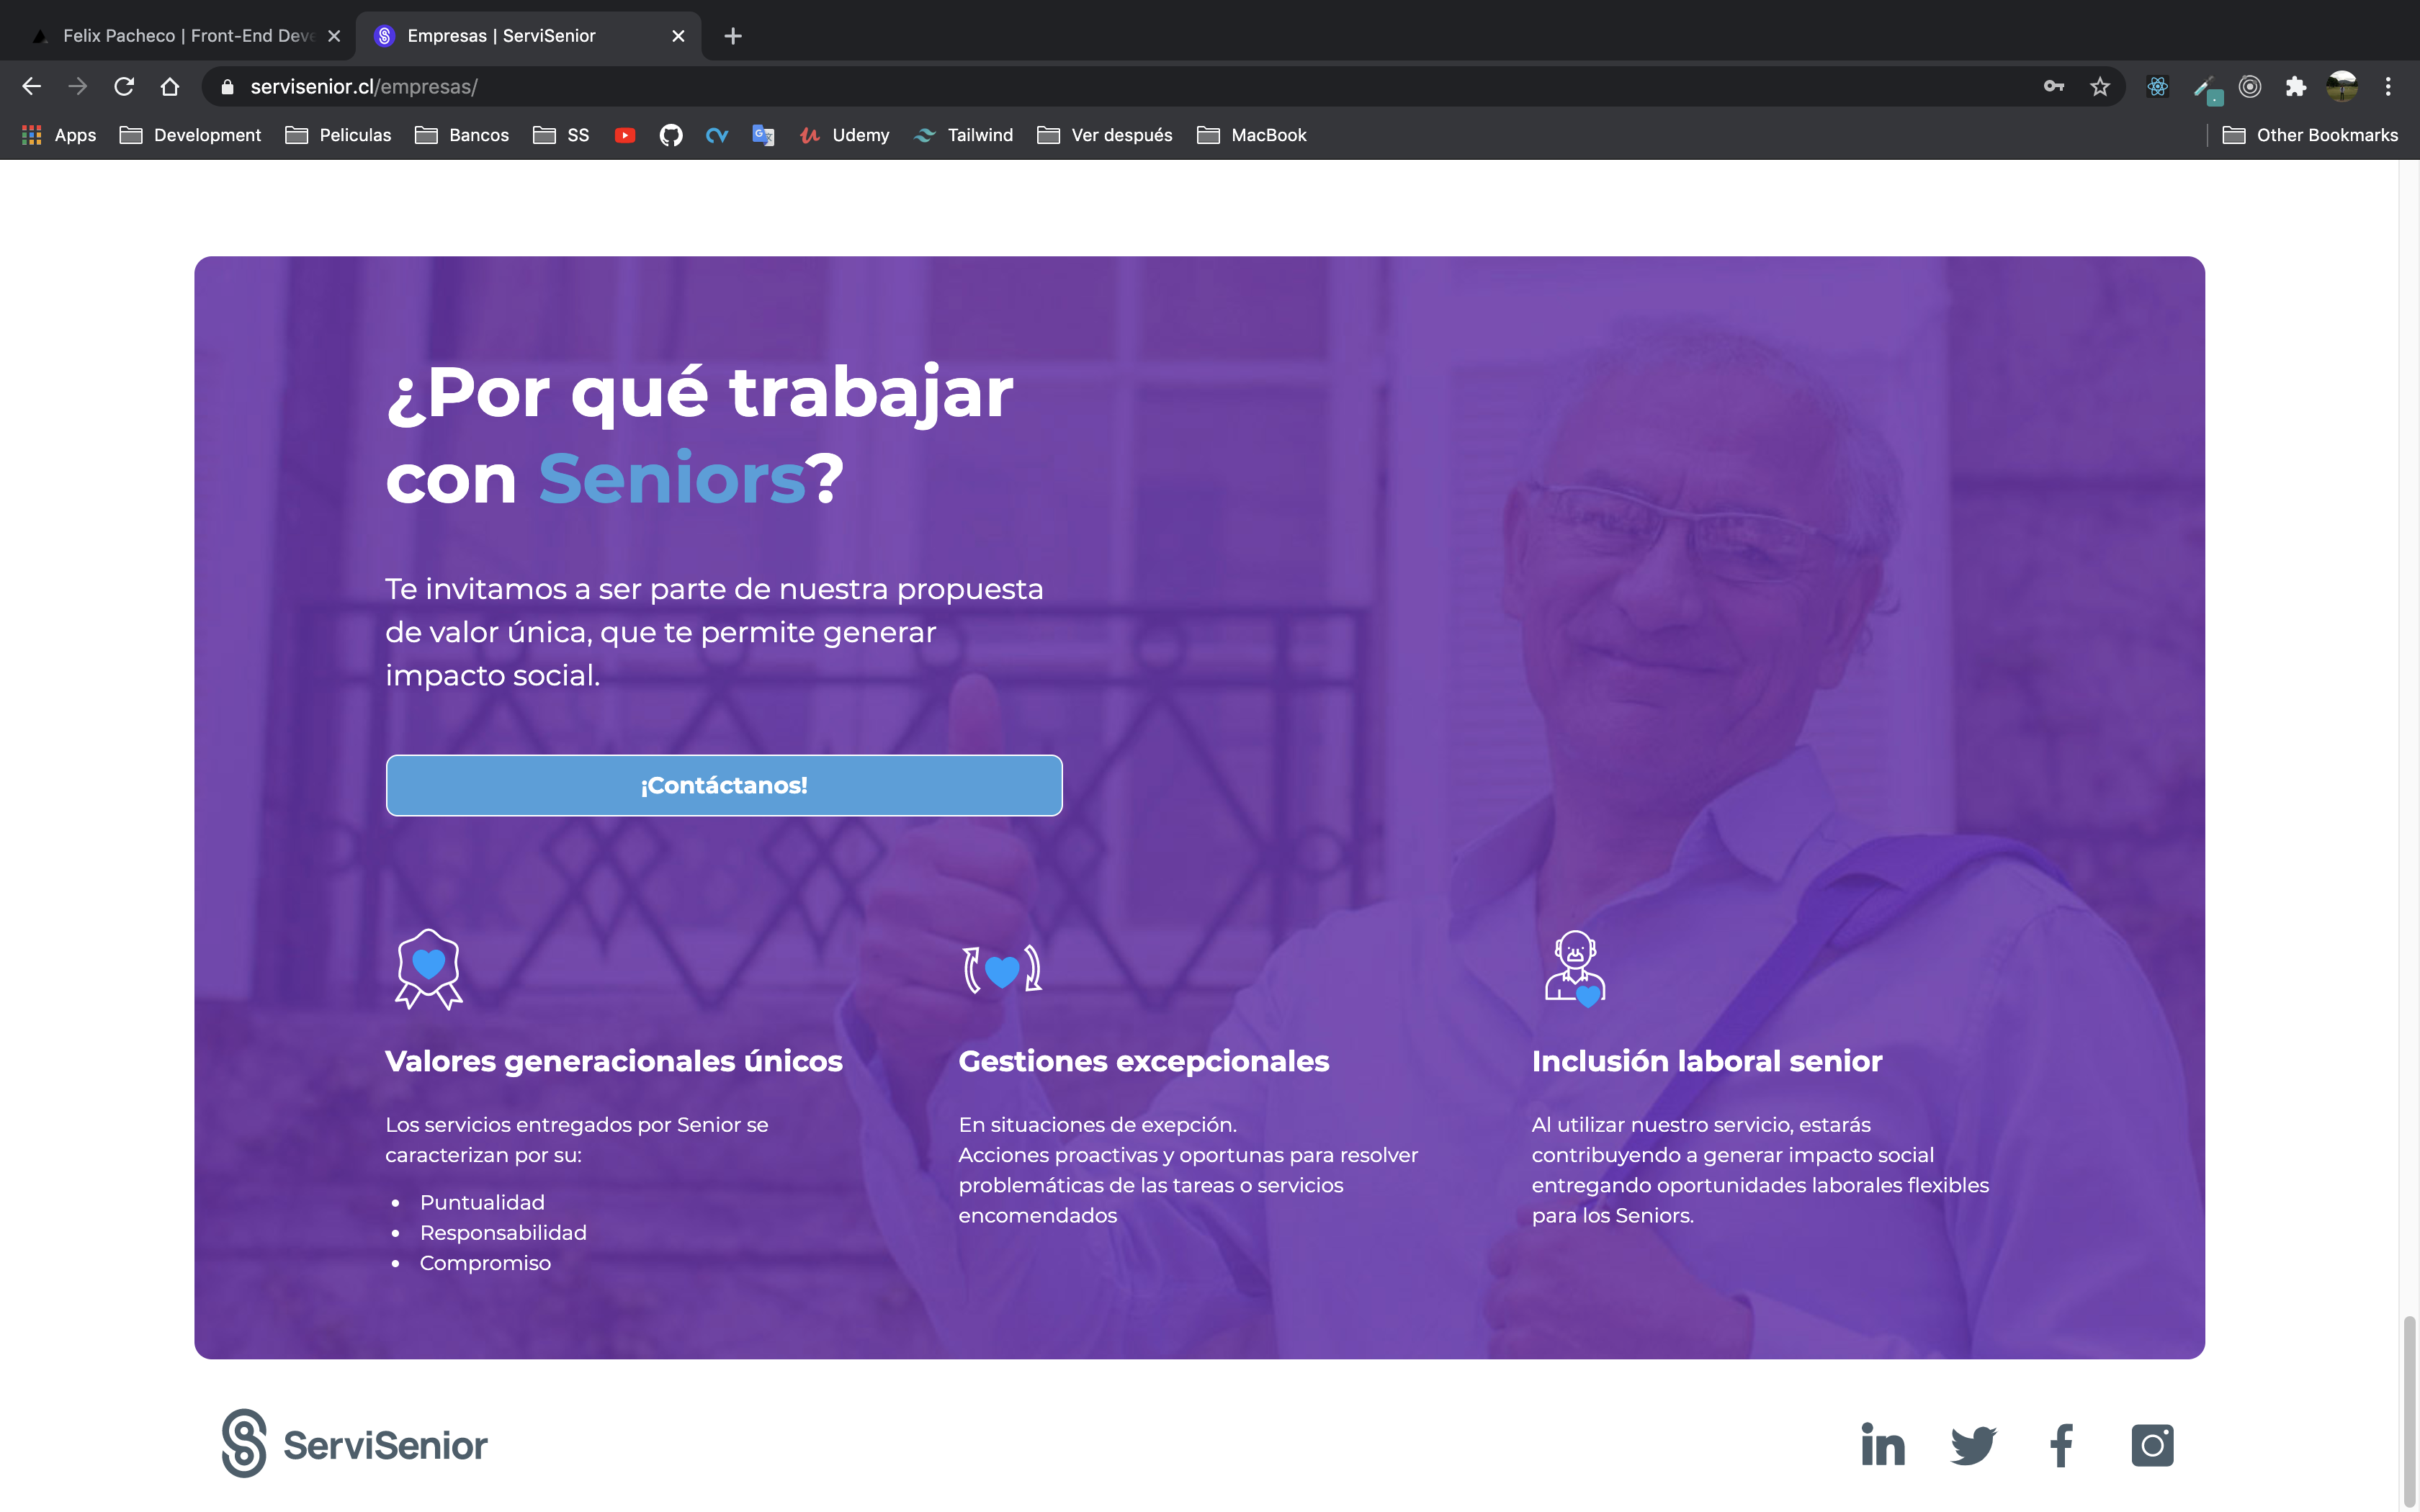 Felix Pacheco | Front-End Deve
Empresas | ServiSenior
servisenior.cl/empresas/
Apps Development Peliculas Bancos SS Udemy Tailwind Ver después MacBook Other Bookmarks
¿Por qué trabajar
con Seniors?
Te invitamos a ser parte de nuestra propuesta
de valor única, que te permite generar
impacto social.
¡Contáctanos!
Valores generacionales únicos
Los servicios entregados por Senior se
caracterizan por su:
• Puntualidad
• Responsabilidad
• Compromiso
Gestiones excepcionales
En situaciones de exepción.
Acciones proactivas y oportunas para resolver
problemáticas de las tareas o servicios
encomendados
Inclusión laboral senior
Al utilizar nuestro servicio, estarás
contribuyendo a generar impacto social
entregando oportunidades laborales flexibles
para los Seniors.
ServiSenior